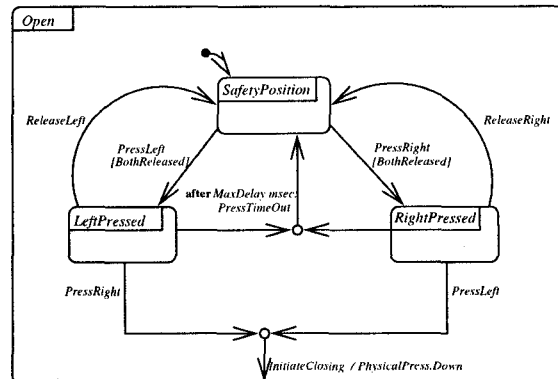 Open
SafetyPosition
ReleaseLeft
ReleaseRight
PressLeft
[BothReleased]
PressRight
[BothReleased]
after MaxDelay msec:
PressTimeOut
LeftPressed
RightPressed
PressRight
PressLeft
InitiateClosing / PhysicalPress.Down